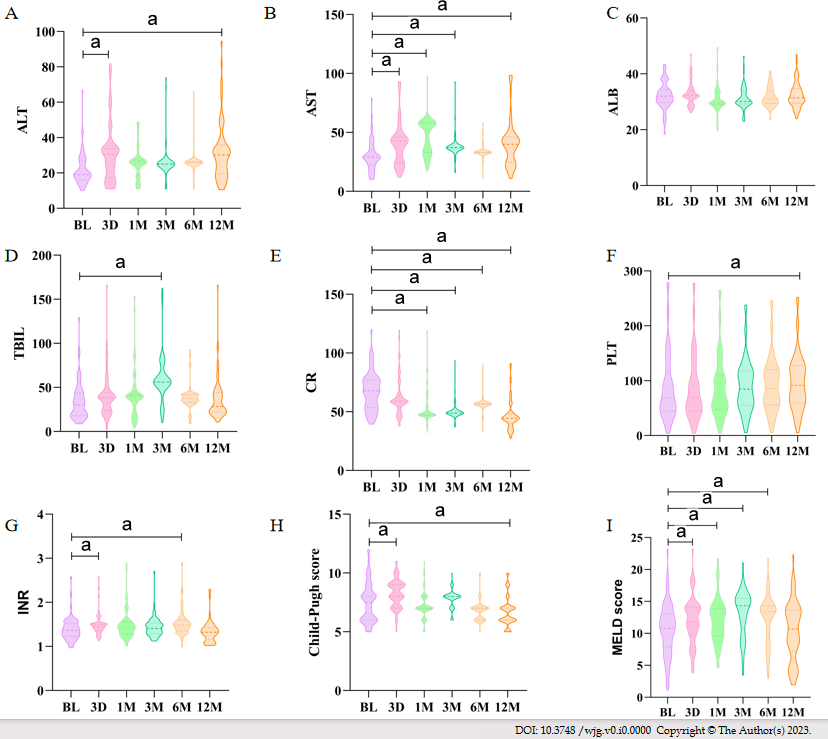 A
a
a
ALT
100
80
60
40
20
0
BL 3D 1M 3M 6M 12M
B
a
a
a
a
AST
150
100
50
0
BL 3D 1M 3M 6M 12M
C
ALB
60
40
20
0
BL 3D 1M 3M 6M 12M
D
a
TBIL
200
150
100
50
0
BL 3D 1M 3M 6M 12M
E
a
a
a
a
CR
150
100
50
0
BL 3D 1M 3M 6M 12M
F
a
PLT
300
200
100
0
BL 3D 1M 3M 6M 12M
G
a
a
INR
4
3
2
1
0
BL 3D 1M 3M 6M 12M
H
a
a
Child-Pugh score
15
10
5
0
BL 3D 1M 3M 6M 12M
I
a
a
a
a
MELD score
25
20
15
10
5
0
BL 3D 1M 3M 6M 12M
DOI: 10.3748 /wjg.v0.i0.0000 Copyright © The Author(s) 2023.